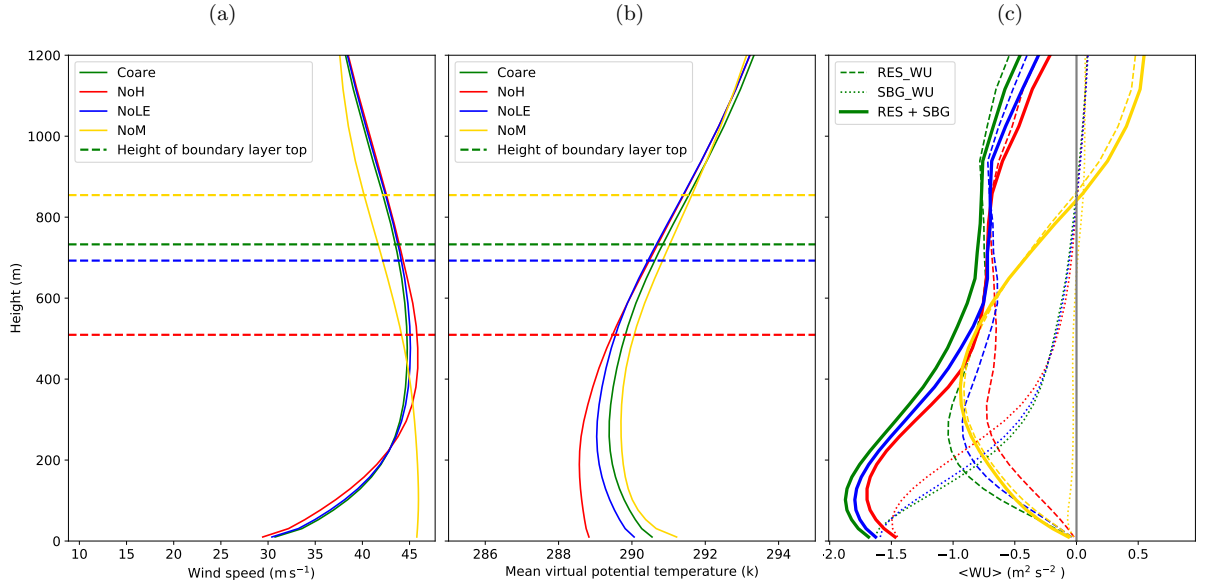 (a)
(b)
(c)
1200
1000
800
600
400
200
0
Height (m)
Coare
NoH
NoLE
NoM
Height of boundary layer top
10
15
20
25
30
35
40
45
Wind speed (m s⁻¹)
Coare
NoH
NoLE
NoM
Height of boundary layer top
286
288
290
292
294
Mean virtual potential temperature (k)
RES_WU
SBG_WU
RES + SBG
2.0
−1.5
−1.0
−0.5
0.0
0.5
<WU> (m² s⁻²)